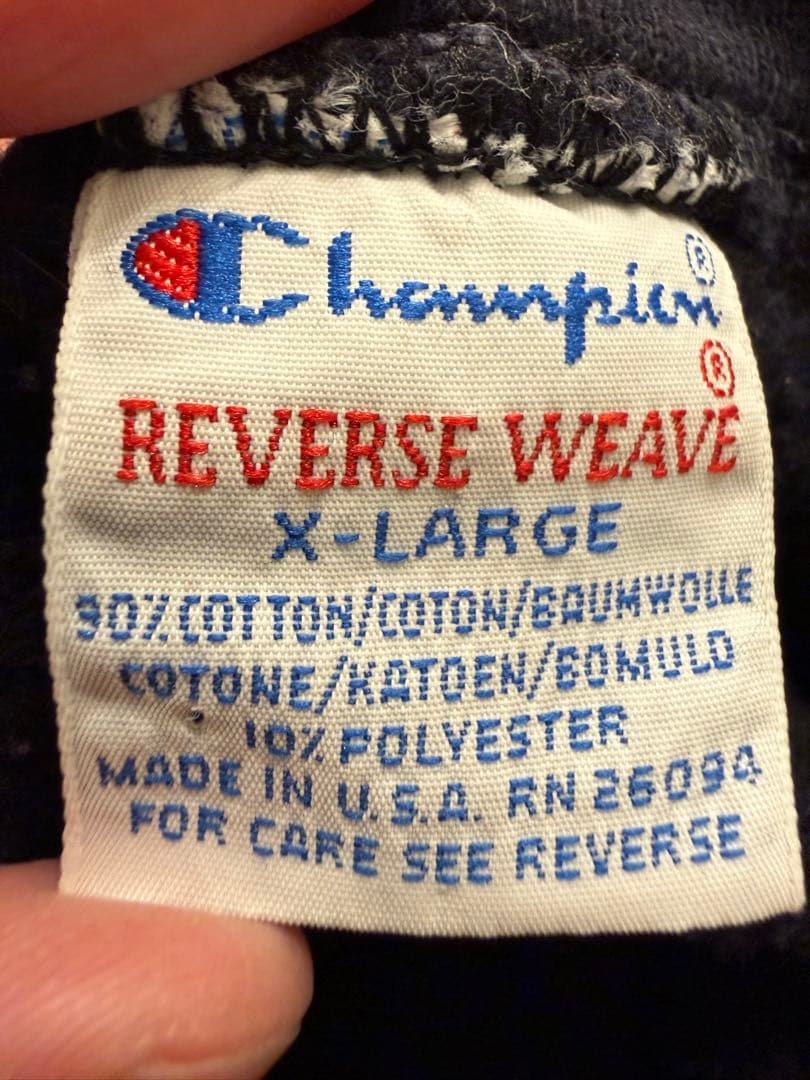 Champion®
®
REVERSE WEAVE
X-LARGE
90% COTTON/COTON/BAUMWOLLE
COTONE/KATOEN/BOMULD
10% POLYESTER
MADE IN U.S.A. RN 26094
FOR CARE SEE REVERSE